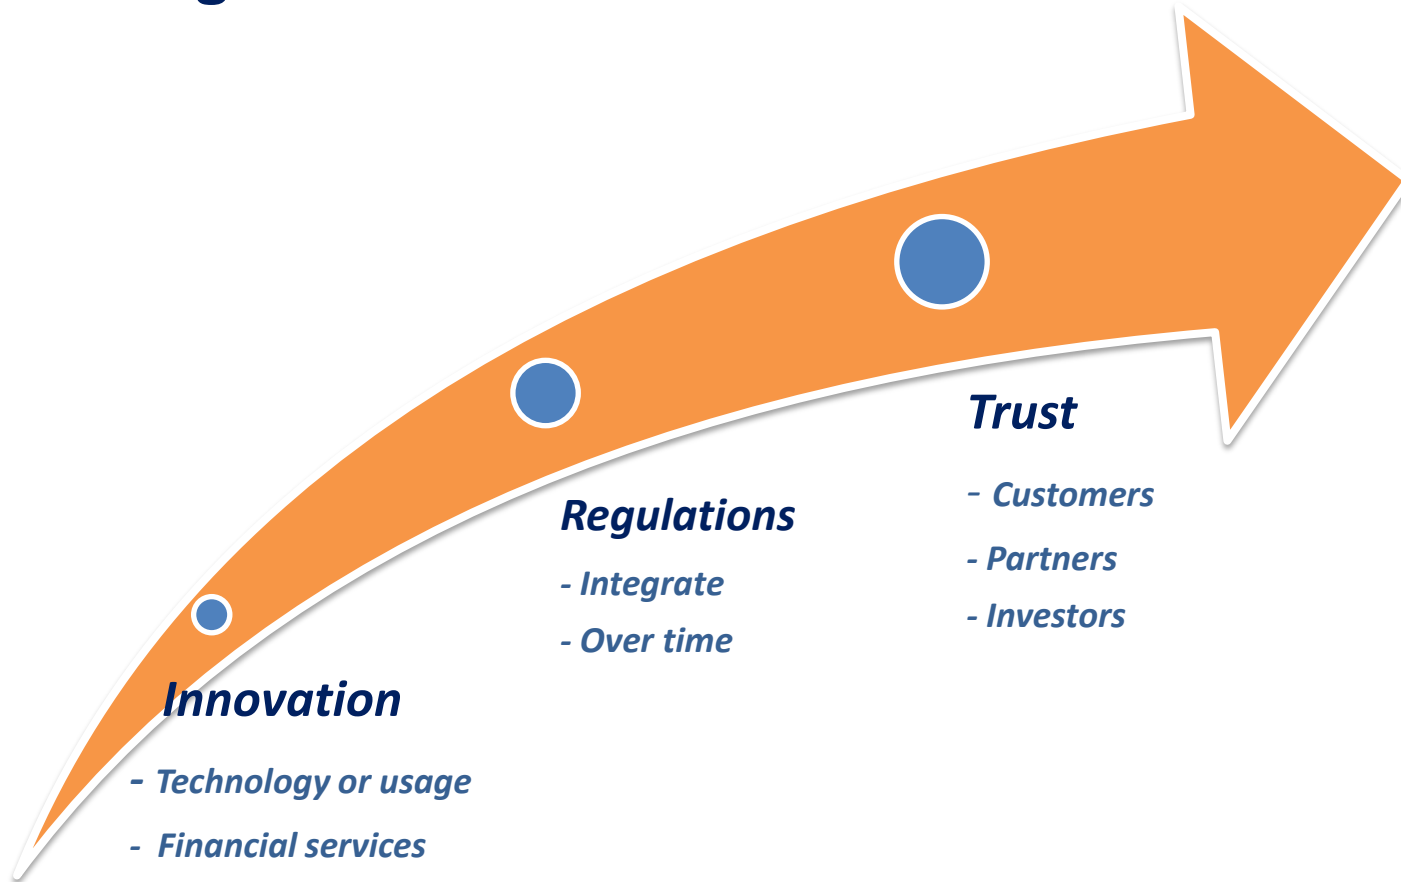 Trust
- Customers
- Partners
- Investors
Regulations
- Integrate
- Over time
Innovation
- Technology or usage
- Financial services